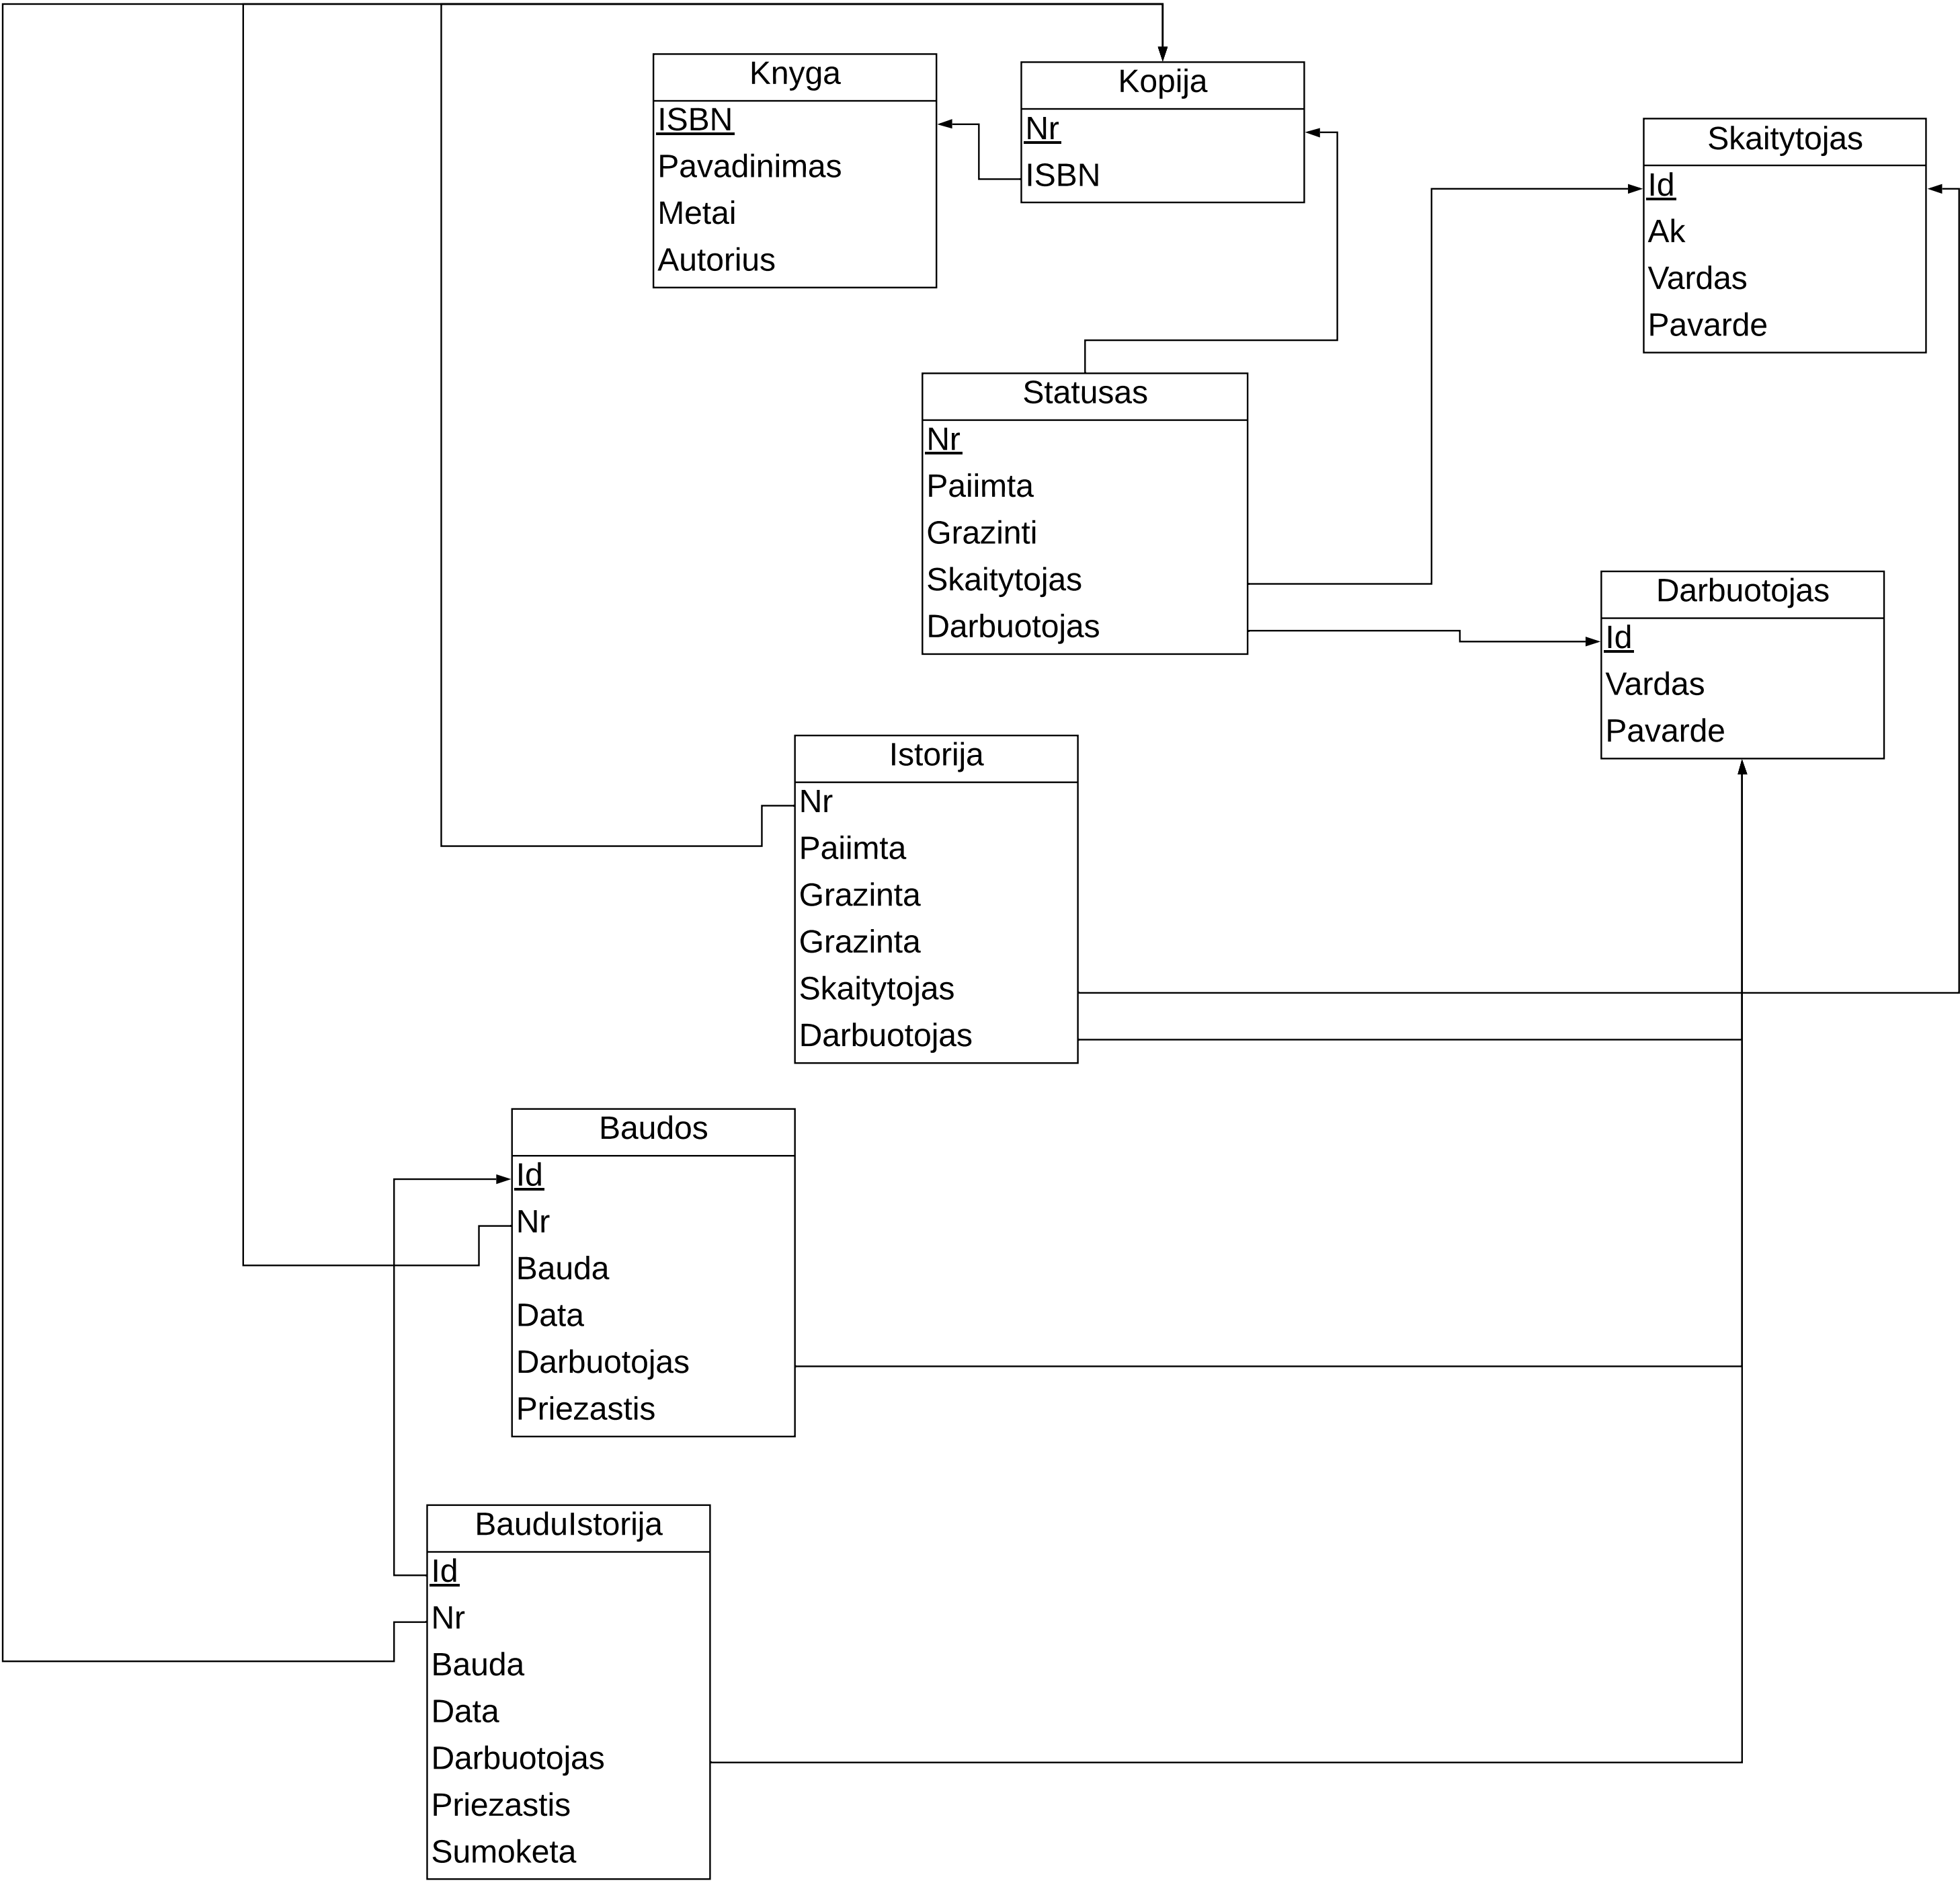 Knyga
ISBN
Pavadinimas
Metai
Autorius
Kopija
Nr
ISBN
Skaitytojas
Id
Ak
Vardas
Pavarde
Statusas
Nr
Paiimta
Grazinti
Skaitytojas
Darbuotojas
Darbuotojas
Id
Vardas
Pavarde
Istorija
Nr
Paiimta
Grazinta
Grazinta
Skaitytojas
Darbuotojas
Baudos
Id
Nr
Bauda
Data
Darbuotojas
Priezastis
BauduIstorija
Id
Nr
Bauda
Data
Darbuotojas
Priezastis
Sumoketa